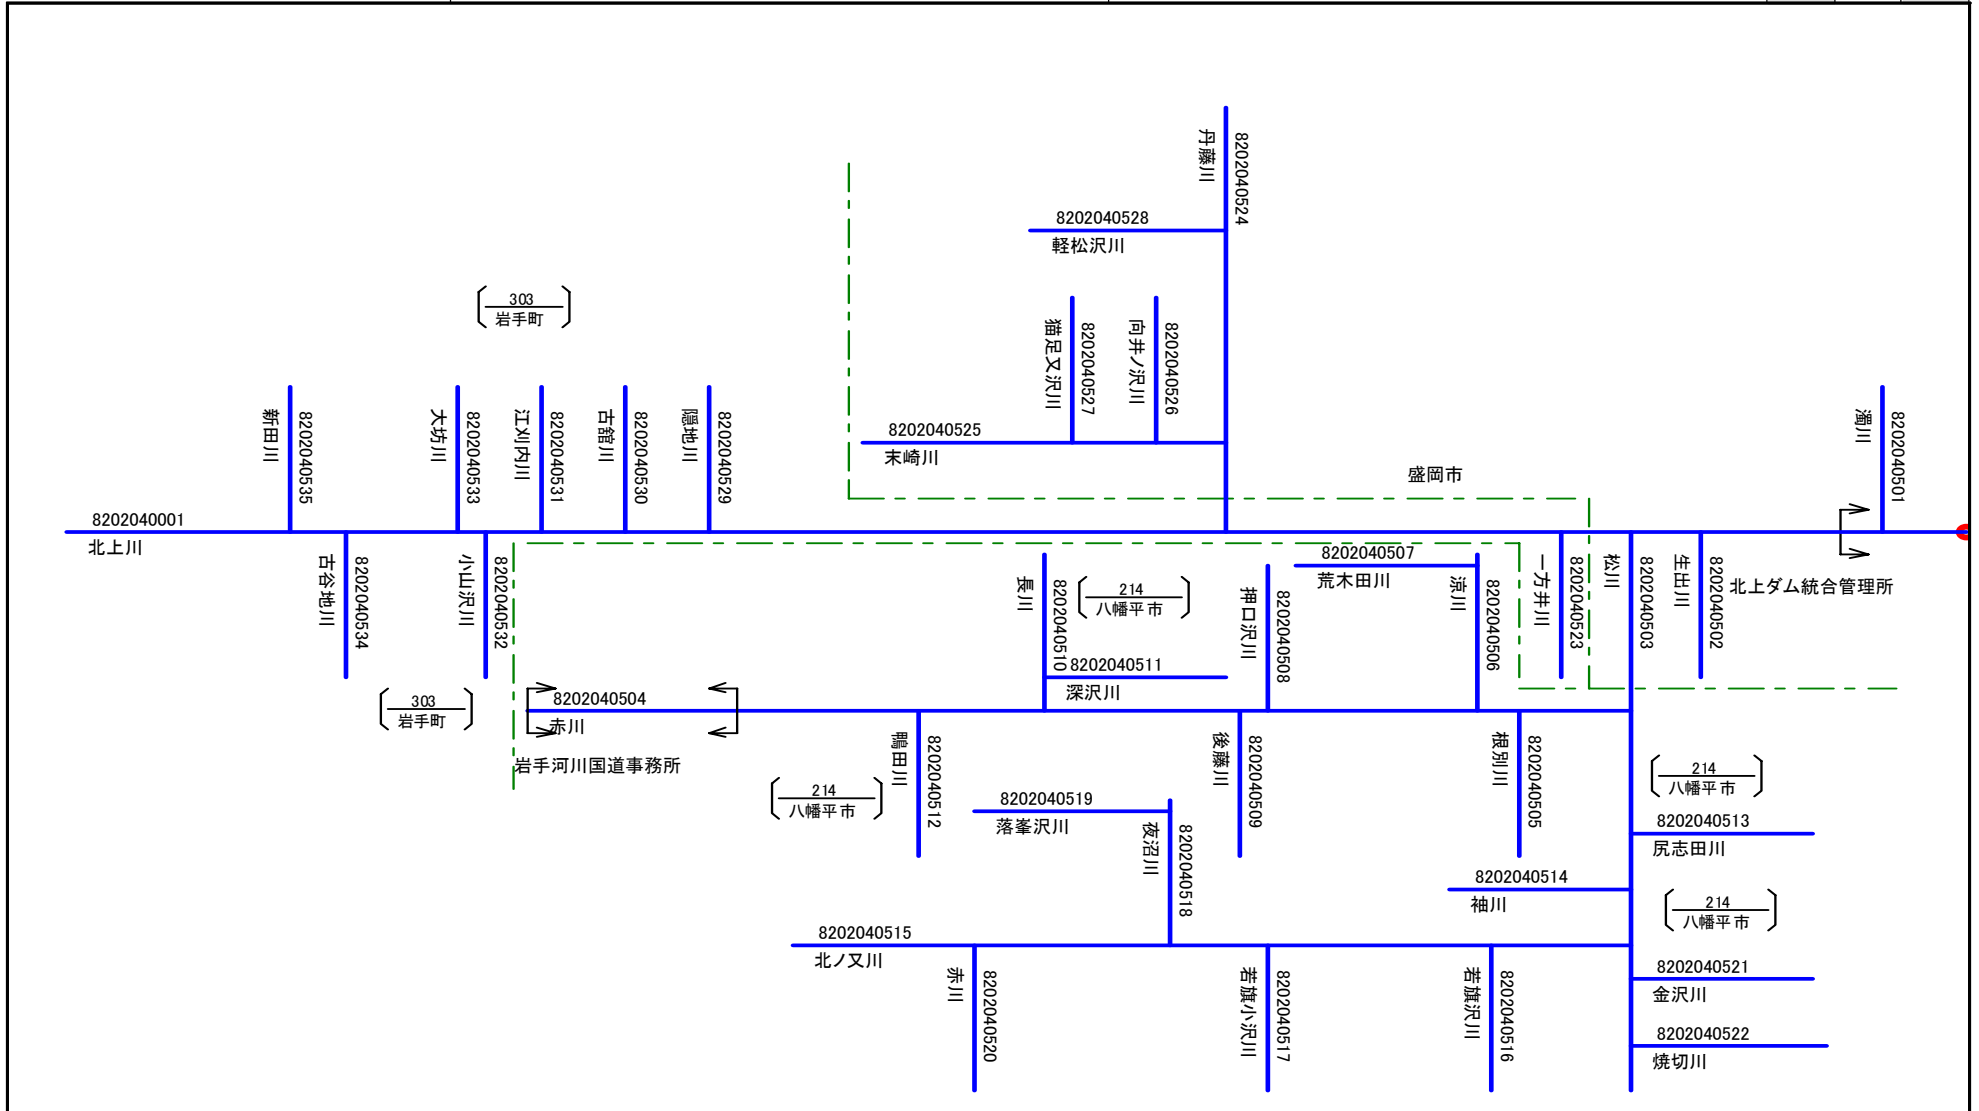 丹藤川
8202040524
8202040528
軽松沢川
303
岩手町
猫足又沢川
8202040527
向井ノ沢川
8202040526
8202040525
末崎川
盛岡市
新田川
8202040535
大坊川
8202040533
江刈内川
8202040531
古舘川
8202040530
隠地川
8202040529
濁川
8202040501
8202040001
北上川
古谷地川
8202040534
小山沢川
8202040532
長川
8202040510
214
八幡平市
押口沢川
8202040508
8202040507
荒木田川
涼川
8202040506
一方井川
8202040523
松川
8202040503
生出川
8202040502
北上ダム統合管理所
8202040511
深沢川
303
岩手町
8202040504
赤川
岩手河川国道事務所
鴨田川
8202040512
214
八幡平市
後藤川
8202040509
根別川
8202040505
214
八幡平市
8202040519
落峯沢川
夜沼川
8202040518
8202040513
尻志田川
8202040514
袖川
214
八幡平市
8202040515
北ノ又川
赤川
8202040520
若旗小沢川
8202040517
若旗沢川
8202040516
8202040521
金沢川
8202040522
焼切川